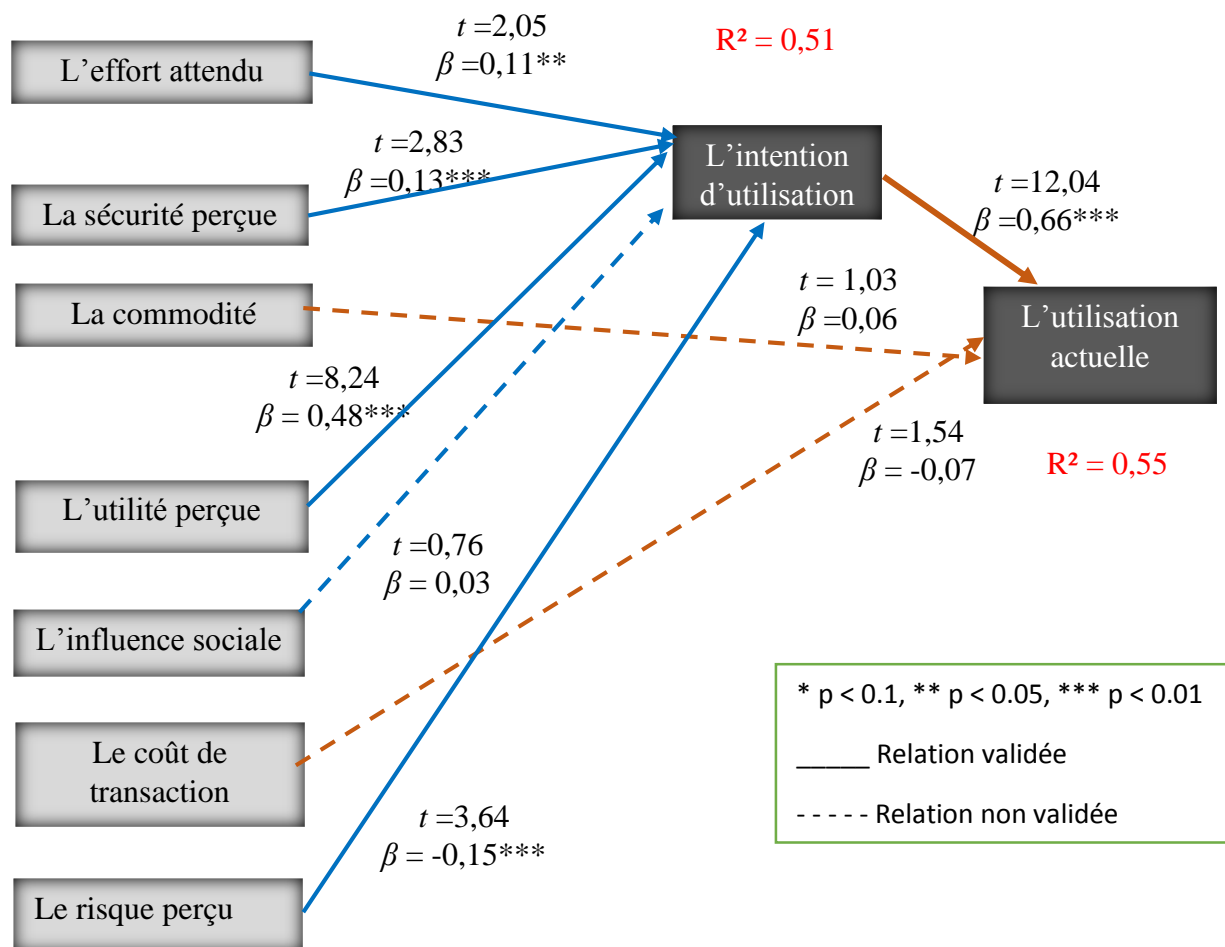 t =2,05
β =0,11**
R² = 0,51
L’effort attendu
t =2,83
β =0,13***
L’intention
d’utilisation
La sécurité perçue
t =12,04
β =0,66***
La commodité
t = 1,03
β =0,06
L’utilisation
actuelle
t=8,24
β = 0,48***
t =1,54
β = -0,07
R² = 0,55
L’utilité perçue
t =0,76
β = 0,03
L’influence sociale
* p < 0.1, ** p < 0.05, *** p < 0.01
_____ Relation validée
- - - - - Relation non validée
Le coût de
transaction
t =3,64
β = -0,15***
Le risque perçu